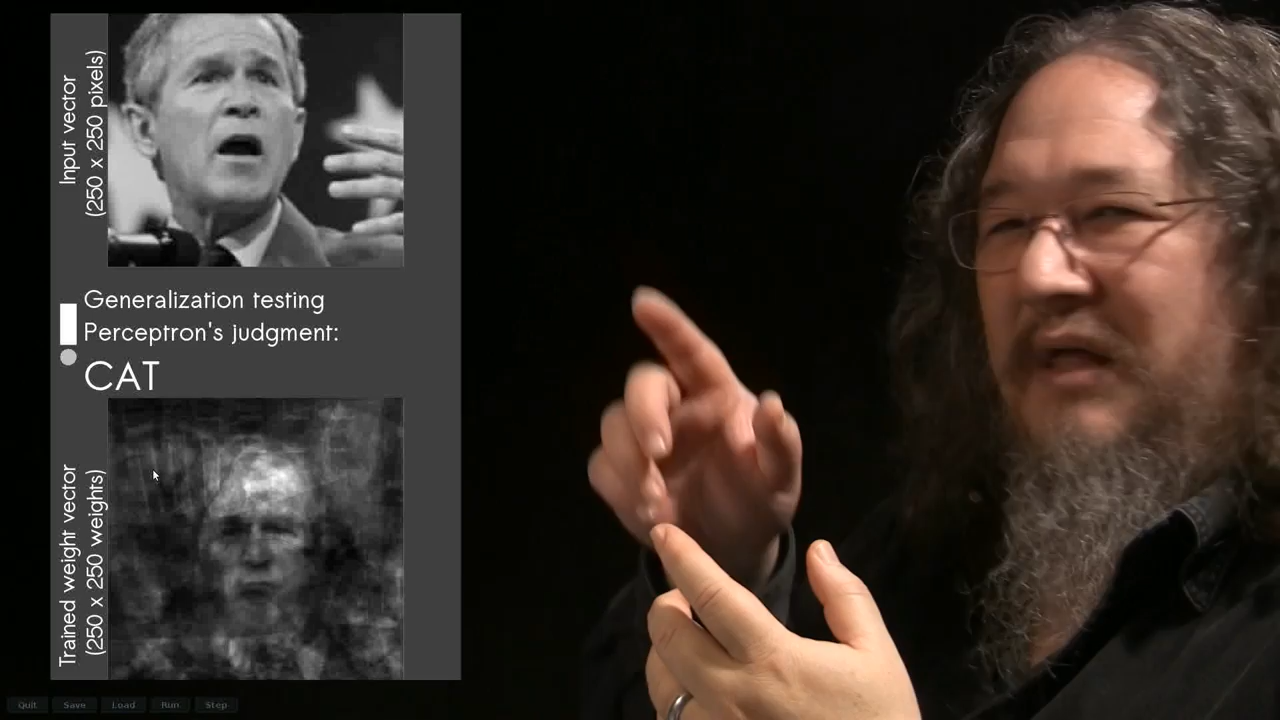 Input vector
(250 x 250 pixels)
Generalization testing
Perceptron's judgment:
CAT
Trained weight vector
(250 x 250 weights)
Quit
Save
Load
Run
Step